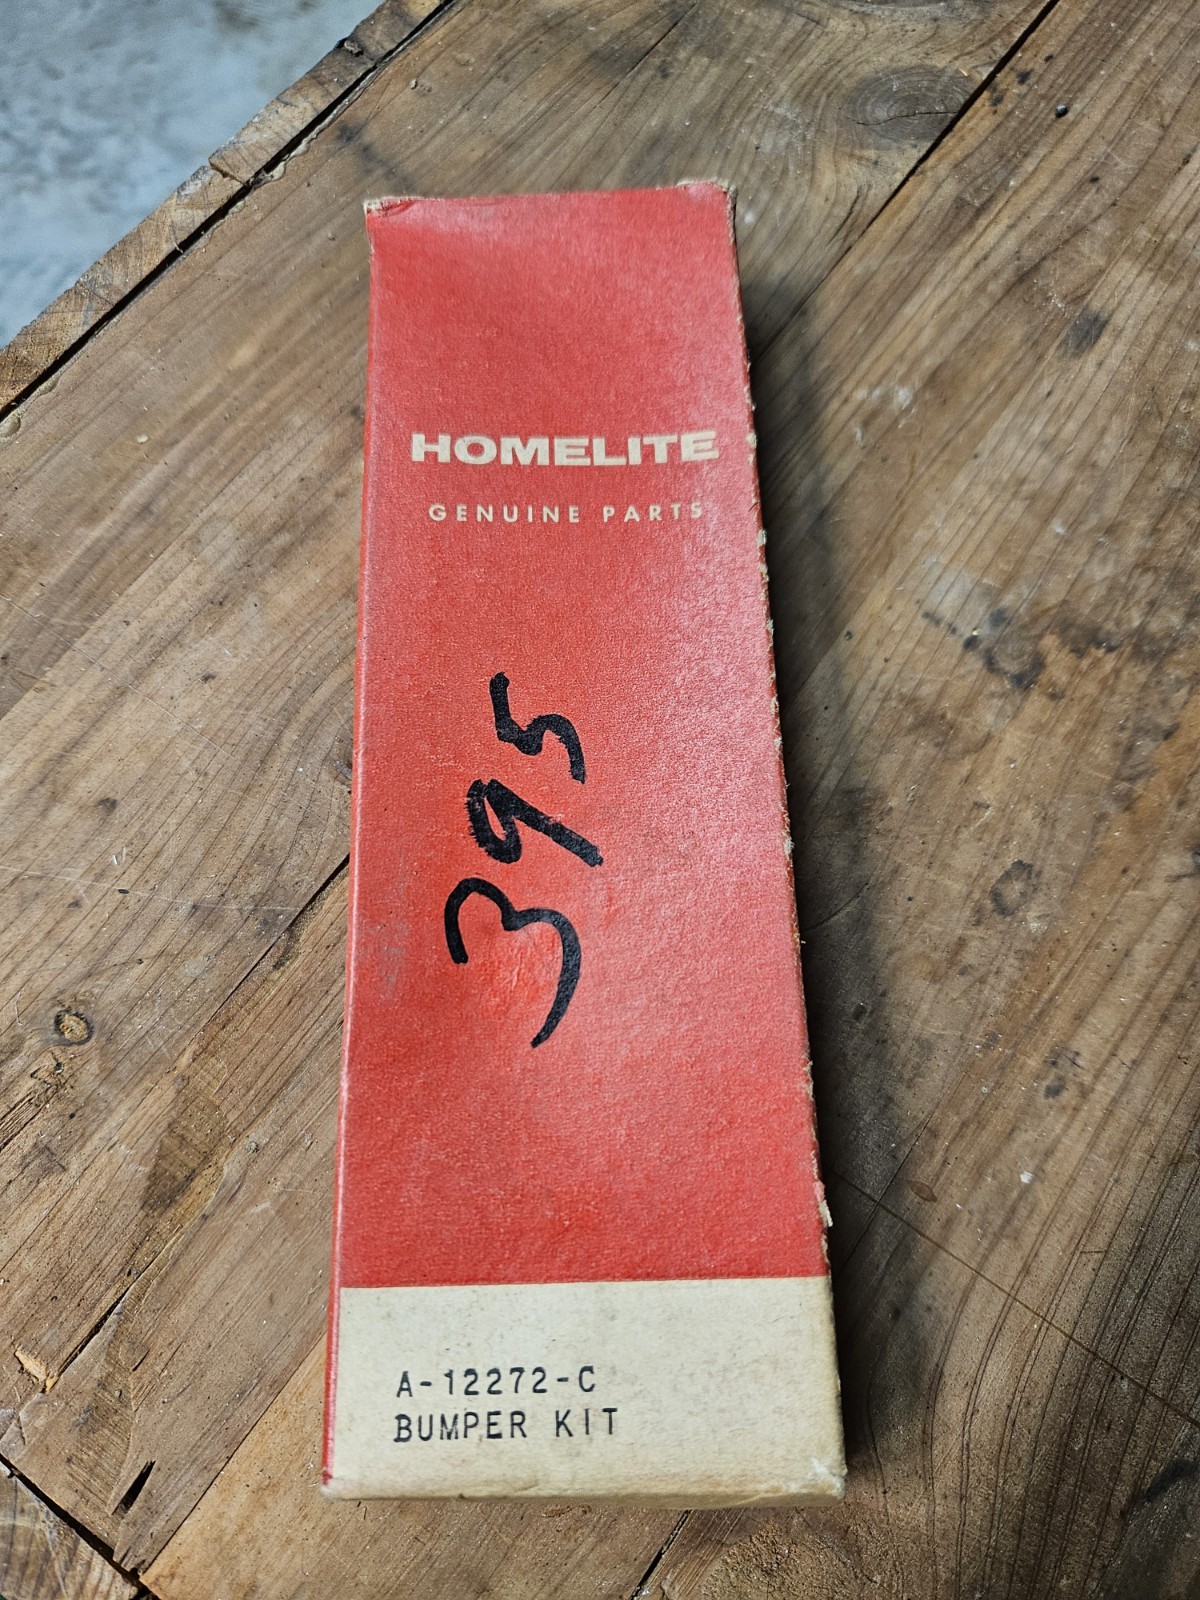 HOMELITE
GENUINE PARTS
395
A-12272-C
BUMPER KIT